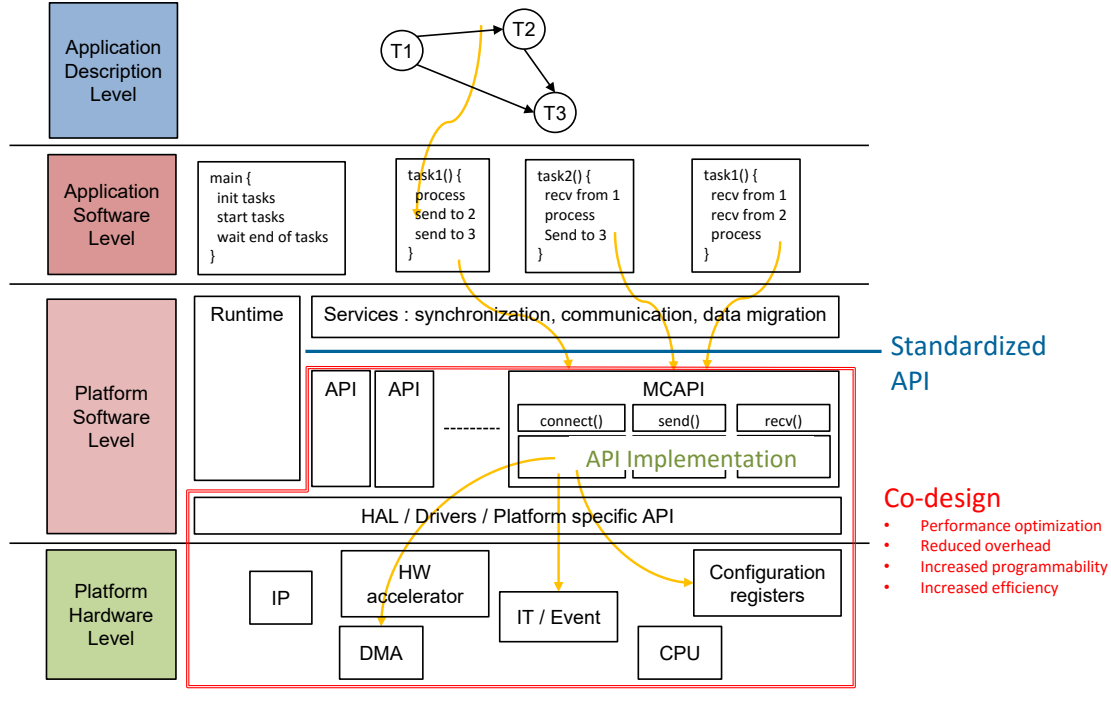 Application
Description
Level
T1
T2
T3
Application
Software
Level
main {
init tasks
start tasks
wait end of tasks
}
task1() {
process
send to 2
send to 3
}
task2() {
recv from 1
process
Send to 3
}
task1() {
recv from 1
recv from 2
process
}
Platform
Software
Level
Runtime
Services : synchronization, communication, data migration
Standardized
API
API
API
MCAPI
connect()
send()
recv()
API Implementation
HAL / Drivers / Platform specific API
Co-design
• Performance optimization
• Reduced overhead
• Increased programmability
• Increased efficiency
Platform
Hardware
Level
IP
HW
accelerator
DMA
IT / Event
CPU
Configuration
registers